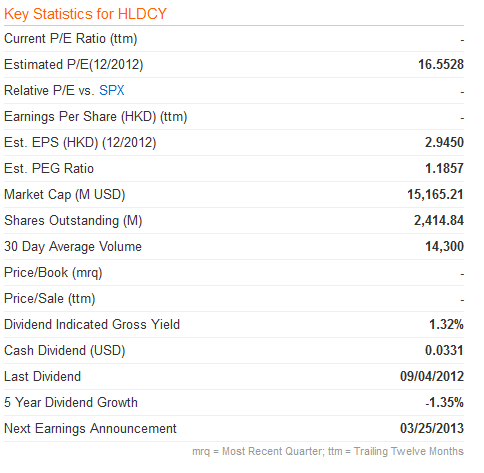 Key Statistics for HLDCY
Current P/E Ratio (ttm) -
Estimated P/E(12/2012) 16.5528
Relative P/E vs. SPX -
Earnings Per Share (HKD) (ttm) -
Est. EPS (HKD) (12/2012) 2.9450
Est. PEG Ratio 1.1857
Market Cap (M USD) 15,165.21
Shares Outstanding (M) 2,414.84
30 Day Average Volume 14,300
Price/Book (mrq) -
Price/Sale (ttm) -
Dividend Indicated Gross Yield 1.32%
Cash Dividend (USD) 0.0331
Last Dividend 09/04/2012
5 Year Dividend Growth -1.35%
Next Earnings Announcement 03/25/2013
mrq = Most Recent Quarter; ttm = Trailing Twelve Months